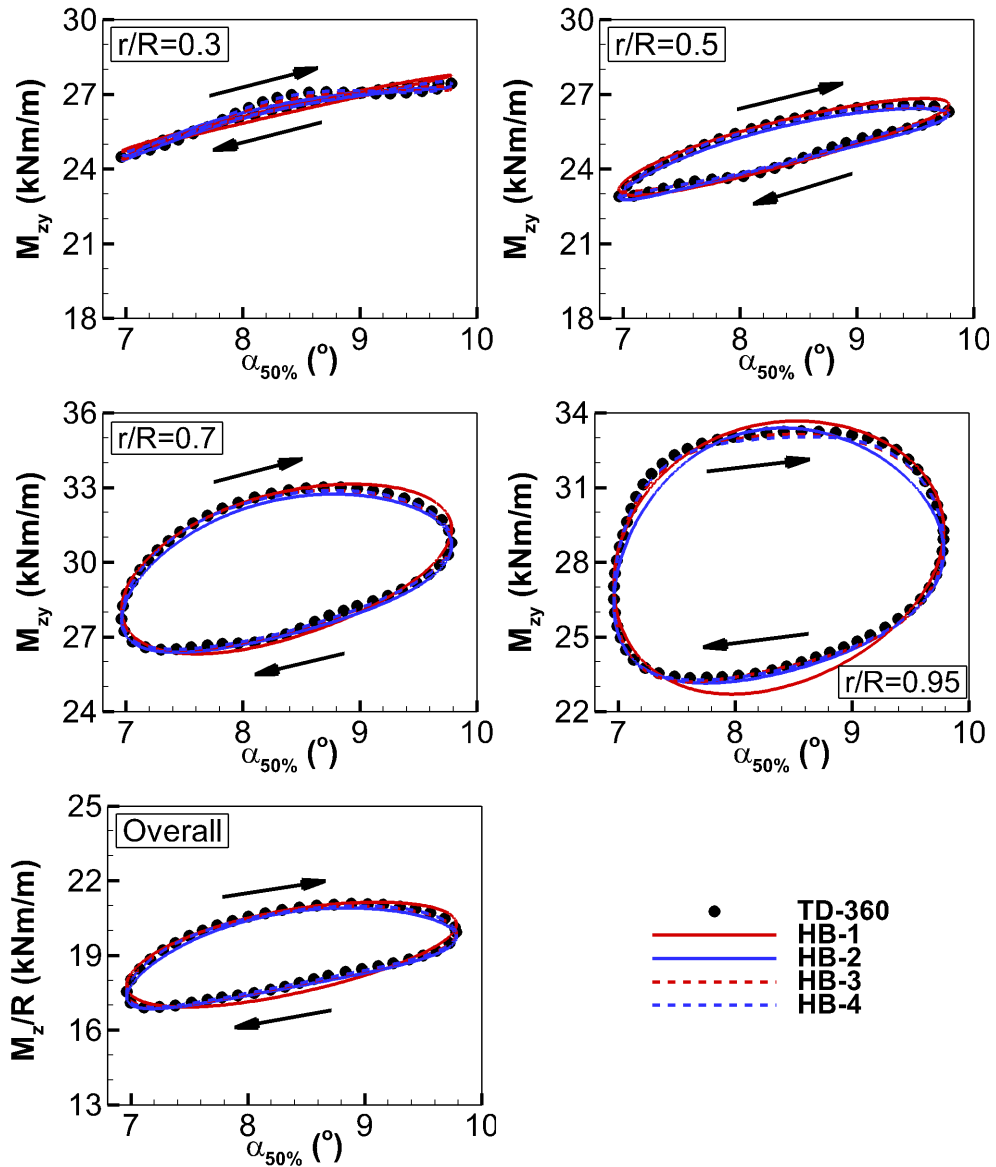 r/R=0.3
30
27
24
21
18
M_zy (kNm/m)
7 8 9 10
α_50% (°)
r/R=0.5
30
27
24
21
18
M_zy (kNm/m)
7 8 9 10
α_50% (°)
r/R=0.7
36
33
30
27
24
M_zy (kNm/m)
7 8 9 10
α_50% (°)
34
31
28
25
22
M_zy (kNm/m)
r/R=0.95
7 8 9 10
α_50% (°)
Overall
25
22
19
16
13
M_z/R (kNm/m)
7 8 9 10
α_50% (°)
TD-360
HB-1
HB-2
HB-3
HB-4